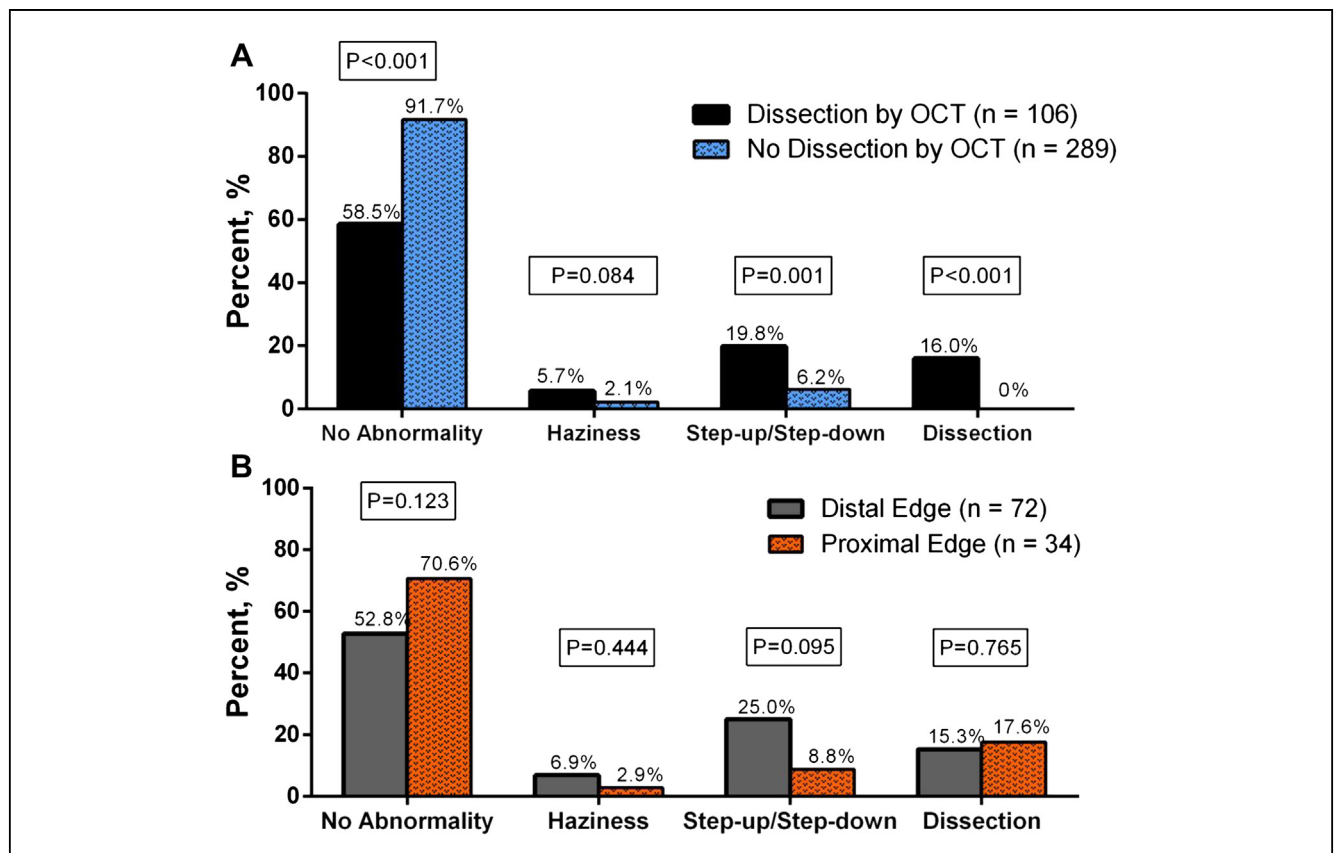 A
P<0.001
100
80
60
40
20
0
Percent, %
91.7%
58.5%
Dissection by OCT (n = 106)
No Dissection by OCT (n = 289)
P=0.084
P=0.001
P<0.001
5.7%
2.1%
19.8%
6.2%
16.0%
0%
No Abnormality
Haziness
Step-up/Step-down
Dissection
B
P=0.123
100
80
60
40
20
0
Percent, %
70.6%
52.8%
Distal Edge (n = 72)
Proximal Edge (n = 34)
P=0.444
P=0.095
P=0.765
6.9%
2.9%
25.0%
8.8%
15.3%
17.6%
No Abnormality
Haziness
Step-up/Step-down
Dissection